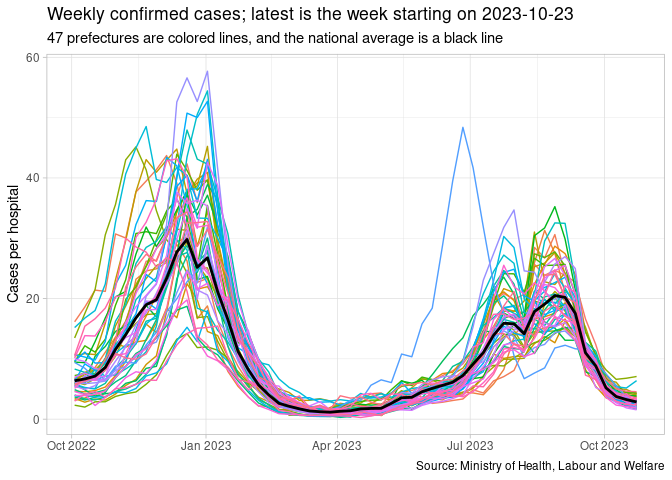 Weekly confirmed cases; latest is the week starting on 2023-10-23
47 prefectures are colored lines, and the national average is a black line
Cases per hospital
60
40
20
0
Oct 2022
Jan 2023
Apr 2023
Jul 2023
Oct 2023
Source: Ministry of Health, Labour and Welfare